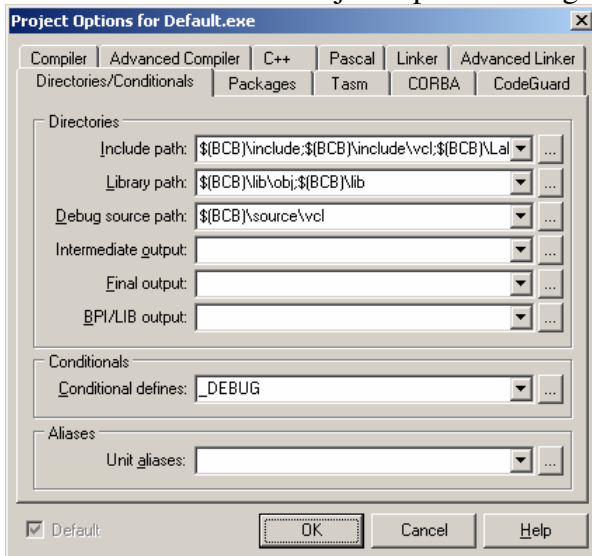 Project Options for Default.exe
Compiler Advanced Compiler C++ Pascal Linker Advanced Linker
Directories/Conditionals Packages Tasm CORBA CodeGuard
Directories
Include path: $(BCB)\include;$(BCB)\include\vcl;$(BCB)\Lal ...
Library path: $(BCB)\lib\obj;$(BCB)\lib ...
Debug source path: $(BCB)\source\vcl ...
Intermediate output: ...
Final output: ...
BPI/LIB output: ...
Conditionals
Conditional defines: _DEBUG ...
Aliases
Unit aliases: ...
Default OK Cancel Help